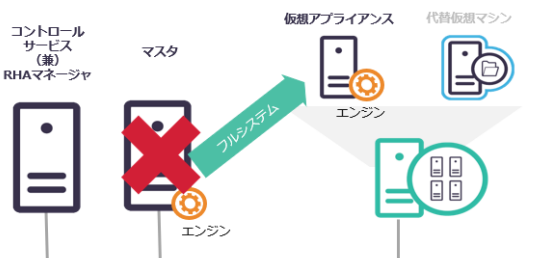 コントロール
サービス
（兼）
RHAマネージャ
マスタ
エンジン
フルシステム
仮想アプライアンス
エンジン
代替仮想マシン